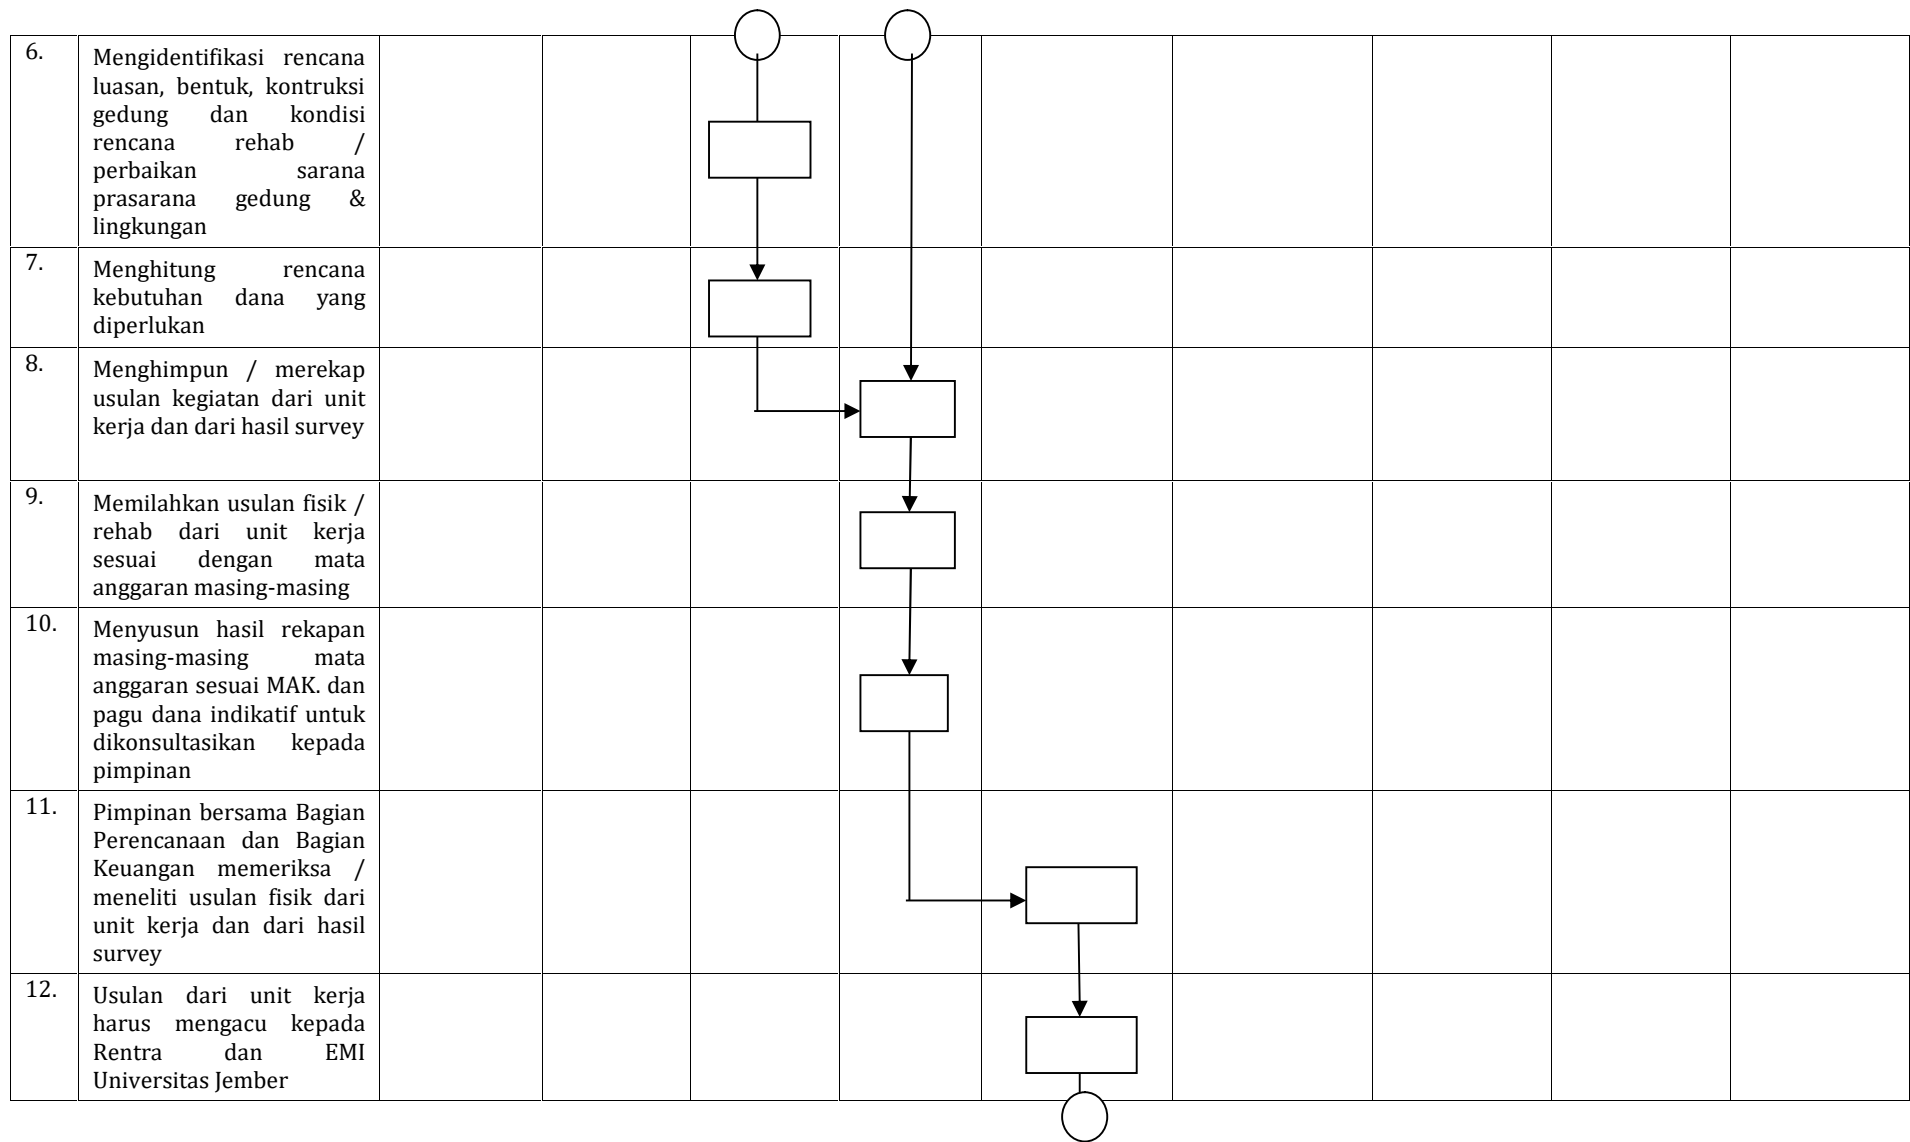 6.
Mengidentifikasi rencana
luasan, bentuk, kontruksi
gedung dan kondisi
rencana rehab /
perbaikan sarana
prasarana gedung &
lingkungan
7.
Menghitung rencana
kebutuhan dana yang
diperlukan
8.
Menghimpun / merekap
usulan kegiatan dari unit
kerja dan dari hasil survey
9.
Memilahkan usulan fisik /
rehab dari unit kerja
sesuai dengan mata
anggaran masing-masing
10.
Menyusun hasil rekapan
masing-masing mata
anggaran sesuai MAK. dan
pagu dana indikatif untuk
dikonsultasikan kepada
pimpinan
11.
Pimpinan bersama Bagian
Perencanaan dan Bagian
Keuangan memeriksa /
meneliti usulan fisik dari
unit kerja dan dari hasil
survey
12.
Usulan dari unit kerja
harus mengacu kepada
Rentra dan EMI
Universitas Jember